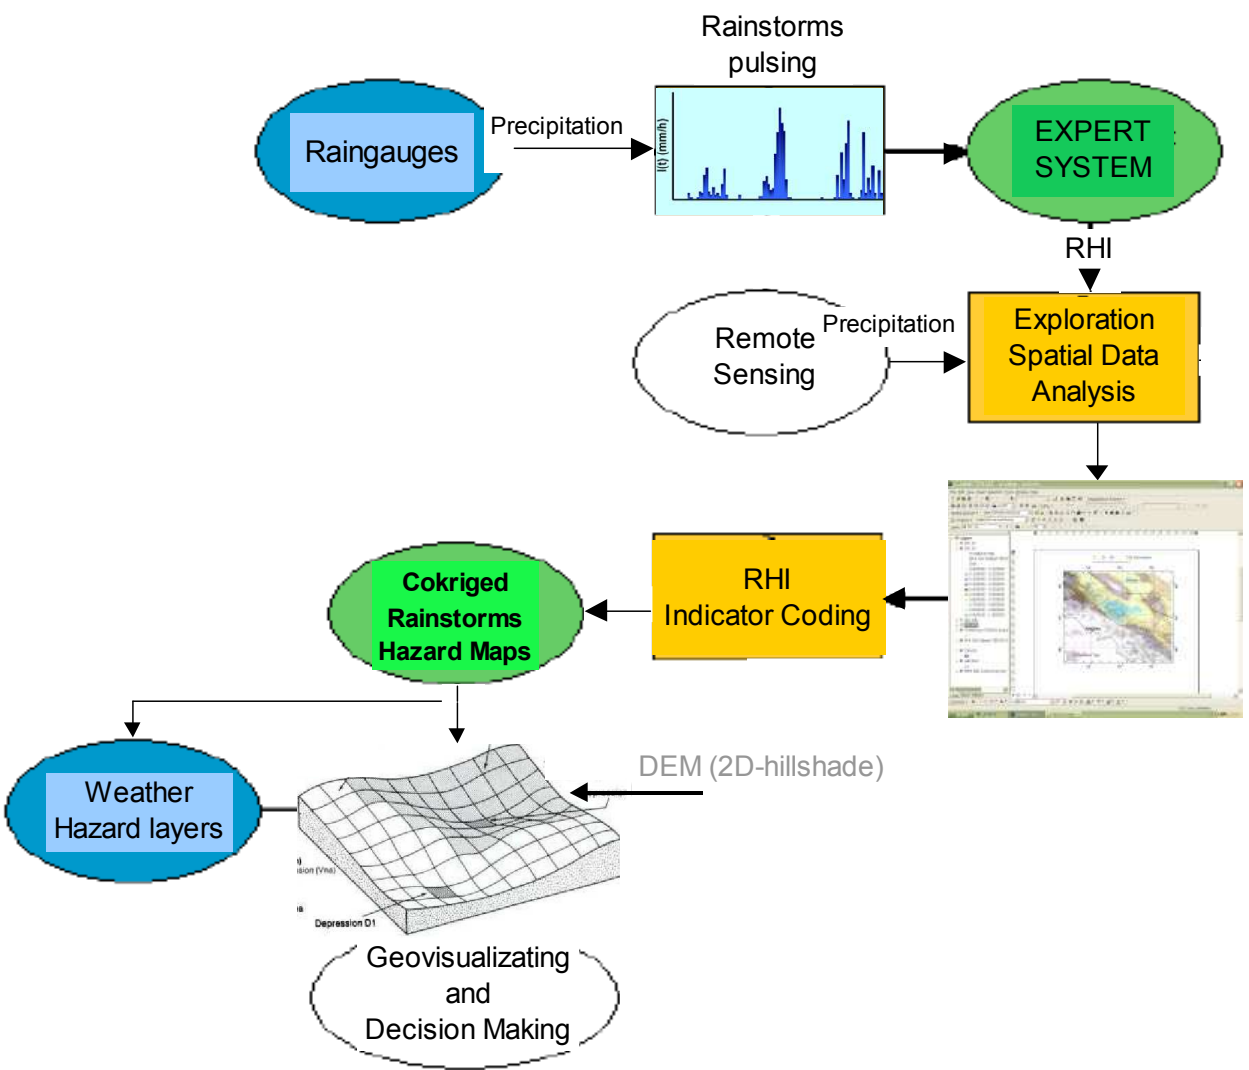 Rainstorms
pulsing
Raingauges
Precipitation
I(t) (mm/h)
EXPERT
SYSTEM
RHI
Remote
Sensing
Precipitation
Exploration
Spatial Data
Analysis
RHI
Indicator Coding
Cokriged
Rainstorms
Hazard Maps
Weather
Hazard layers
DEM (2D-hillshade)
Depression D1
Geovisualizating
and
Decision Making